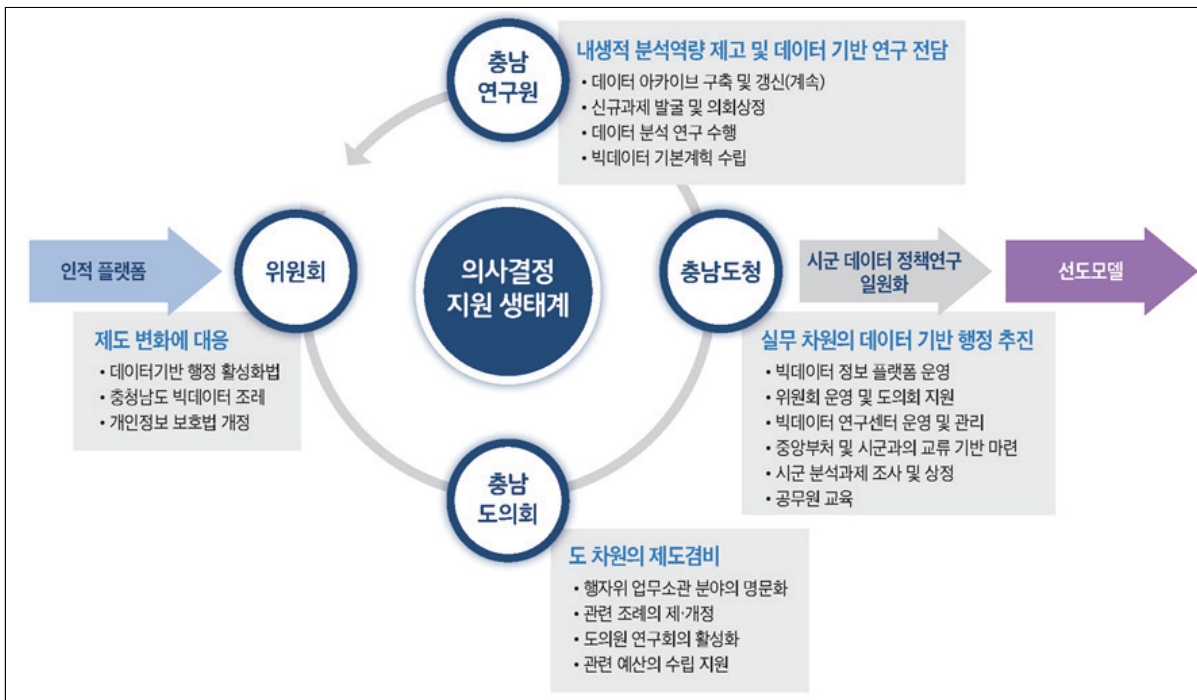 충남
연구원
내생적 분석역량 제고 및 데이터 기반 연구 전담
• 데이터 아카이브 구축 및 갱신(계속)
• 신규과제 발굴 및 의회상정
• 데이터 분석 연구 수행
• 빅데이터 기본계획 수립
인적 플랫폼
위원회
의사결정
지원 생태계
충남도청
시군 데이터 정책연구
일원화
선도모델
제도 변화에 대응
• 데이터기반 행정 활성화법
• 충청남도 빅데이터 조례
• 개인정보 보호법 개정
실무 차원의 데이터 기반 행정 추진
• 빅데이터 정보 플랫폼 운영
• 위원회 운영 및 도의회 지원
• 빅데이터 연구센터 운영 및 관리
• 중앙부처 및 시군과의 교류 기반 마련
• 시군 분석과제 조사 및 상정
• 공무원 교육
충남
도의회
도 차원의 제도겸비
• 행자위 업무소관 분야의 명문화
• 관련 조례의 제·개정
• 도의원 연구회의 활성화
• 관련 예산의 수립 지원